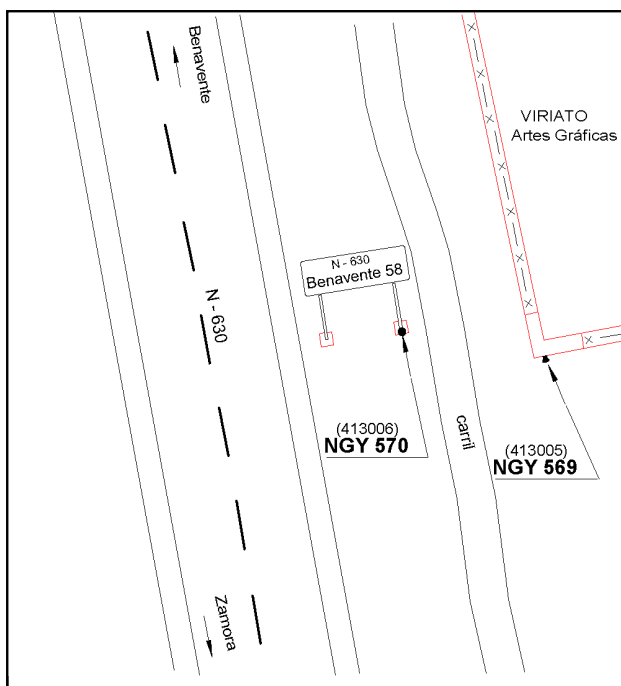 Benavente
VIRIATO
Artes Gráficas
N - 630
Benavente 58
N - 630
(413006)
NGY 570
carril
(413005)
NGY 569
Zamora